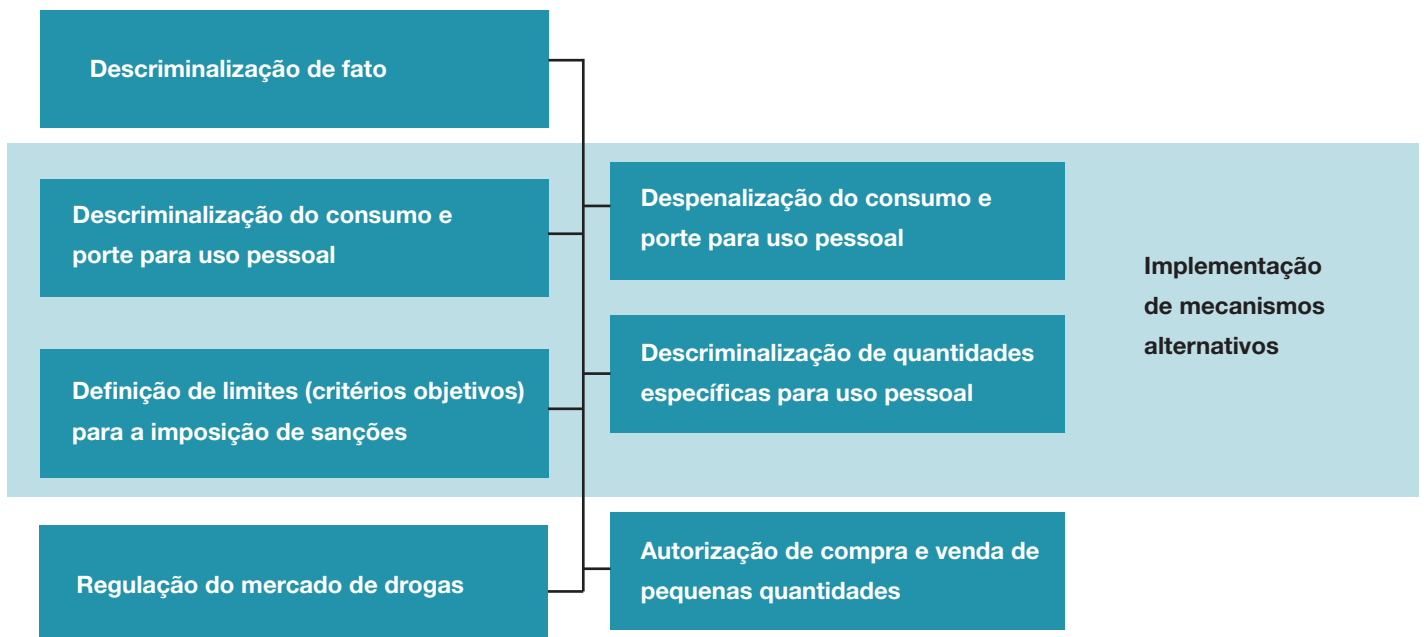 Descriminalização de fato
Descriminalização do consumo e
porte para uso pessoal
Despenalização do consumo e
porte para uso pessoal
Definição de limites (critérios objetivos)
para a imposição de sanções
Descriminalização de quantidades
específicas para uso pessoal
Implementação
de mecanismos
alternativos
Regulação do mercado de drogas
Autorização de compra e venda de
pequenas quantidades